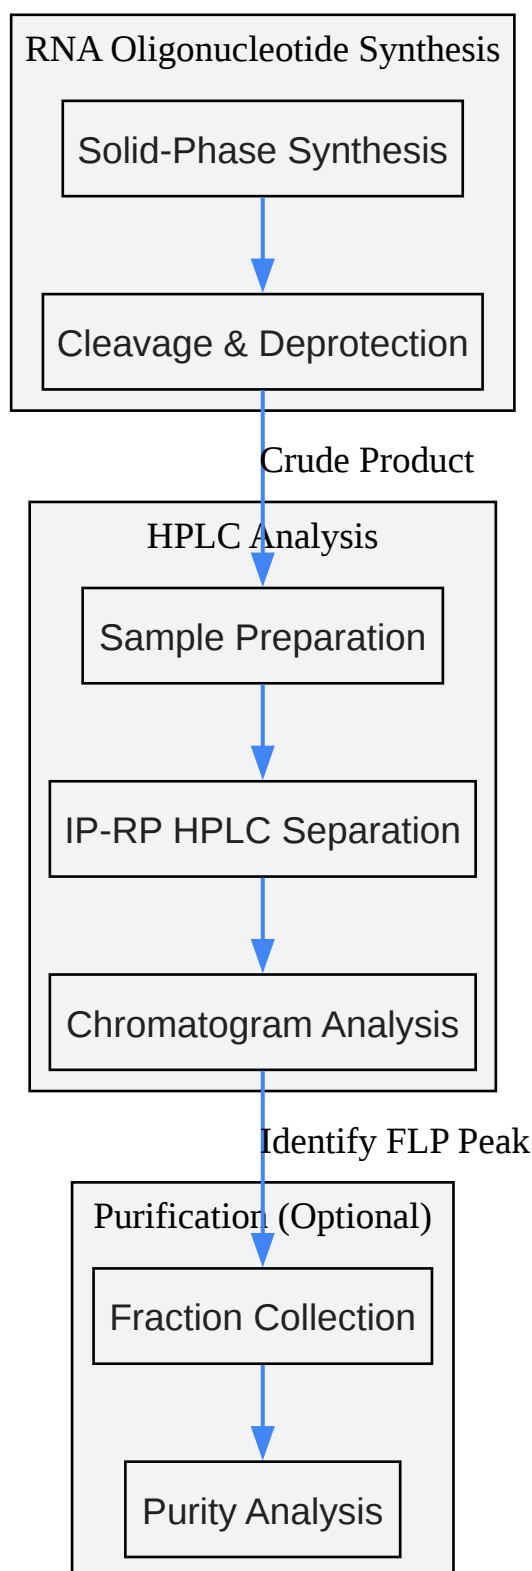 RNA Oligonucleotide Synthesis
Solid-Phase Synthesis
Cleavage & Deprotection
Crude Product
HPLC Analysis
Sample Preparation
IP-RP HPLC Separation
Chromatogram Analysis
Identify FLP Peak
Purification (Optional)
Fraction Collection
Purity Analysis